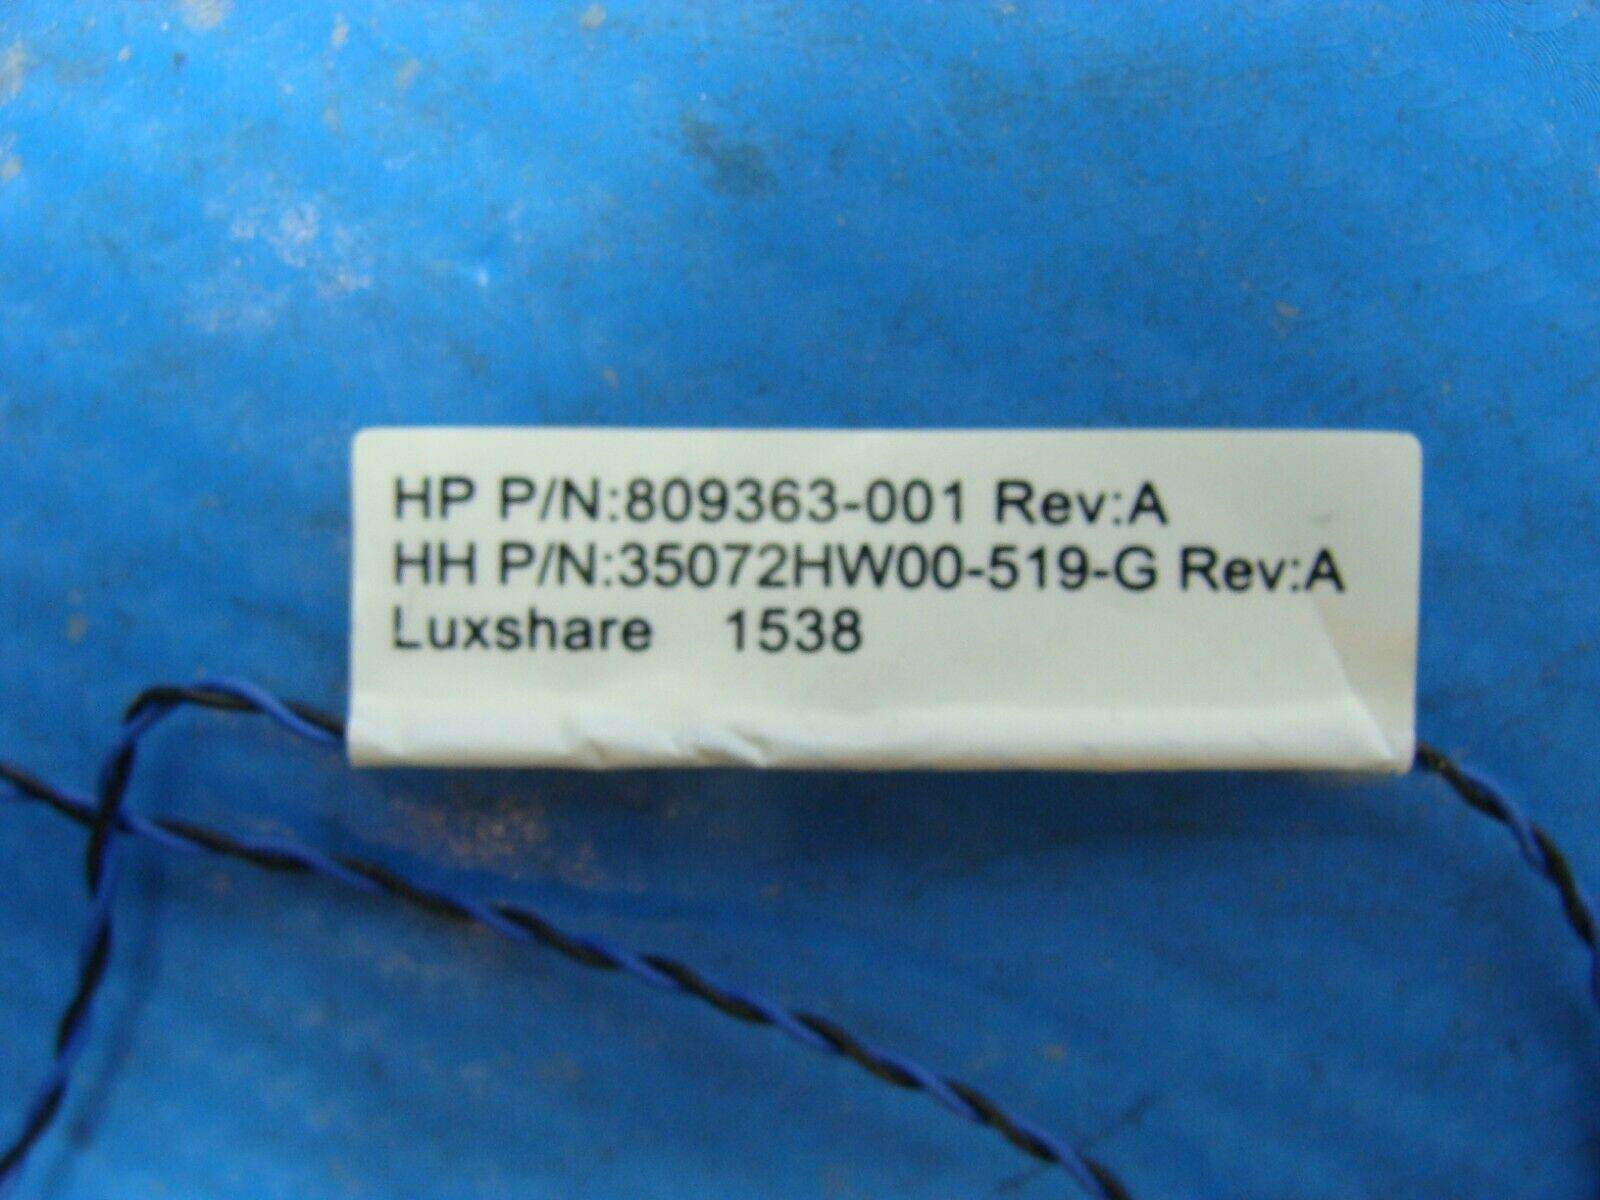 HP P/N:809363-001 Rev:A
HH P/N:35072HW00-519-G Rev:A
Luxshare 1538